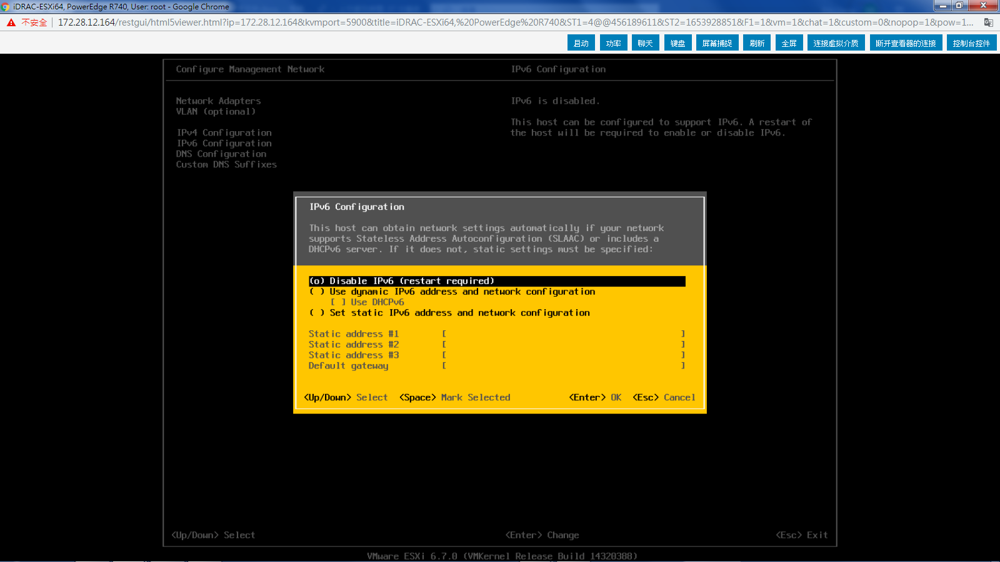 iDRAC-ESXi64, PowerEdge R740, User: root - Google Chrome
不安全 172.28.12.164/restgui/html5viewer.html?ip=172.28.12.164&kvmport=5900&title=iDRAC-ESXi64,%20PowerEdge%20R740&ST1=4@@456189611&ST2=1653928851&F1=1&vm=1&chat=1&custom=0&nopop=1&pow=1...
启动 功率 聊天 键盘 屏幕捕捉 刷新 全屏 连接虚拟介质 断开查看器的连接 控制台控件
Configure Management Network IPv6 Configuration
Network Adapters IPv6 is disabled.
VLAN (optional)
This host can be configured to support IPv6. A restart of
IPv4 Configuration the host will be required to enable or disable IPv6.
IPv6 Configuration
DNS Configuration
Custom DNS Suffixes
IPv6 Configuration
This host can obtain network settings automatically if your network
supports Stateless Address Autoconfiguration (SLAAC) or includes a
DHCPv6 server. If it does not, static settings must be specified:
(o) Disable IPv6 (restart required)
( ) Use dynamic IPv6 address and network configuration
[ ] Use DHCPv6
( ) Set static IPv6 address and network configuration
Static address #1 [ ]
Static address #2 [ ]
Static address #3 [ ]
Default gateway [ ]
<Up/Down> Select <Space> Mark Selected <Enter> OK <Esc> Cancel
<Up/Down> Select <Enter> Change <Esc> Exit
VMware ESXi 6.7.0 (VMKernel Release Build 14320388)